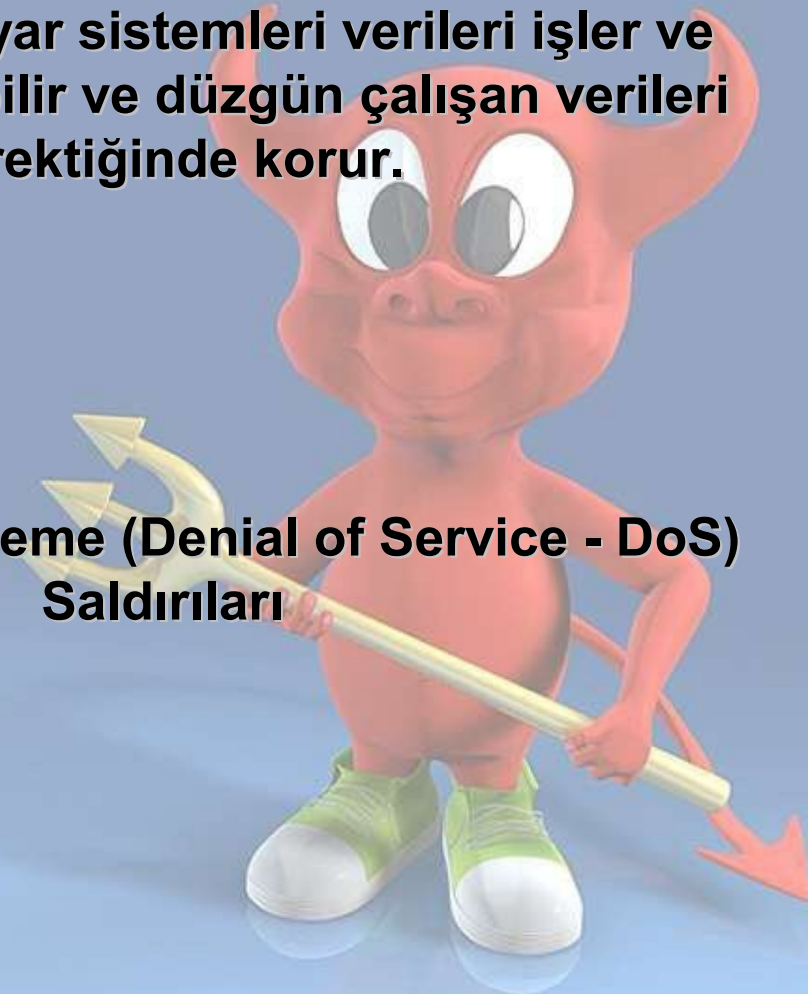 yar sistemleri verileri işler ve
ilir ve düzgün çalışan verileri
rektiğinde korur.
eme (Denial of Service - DoS)
Saldırıları